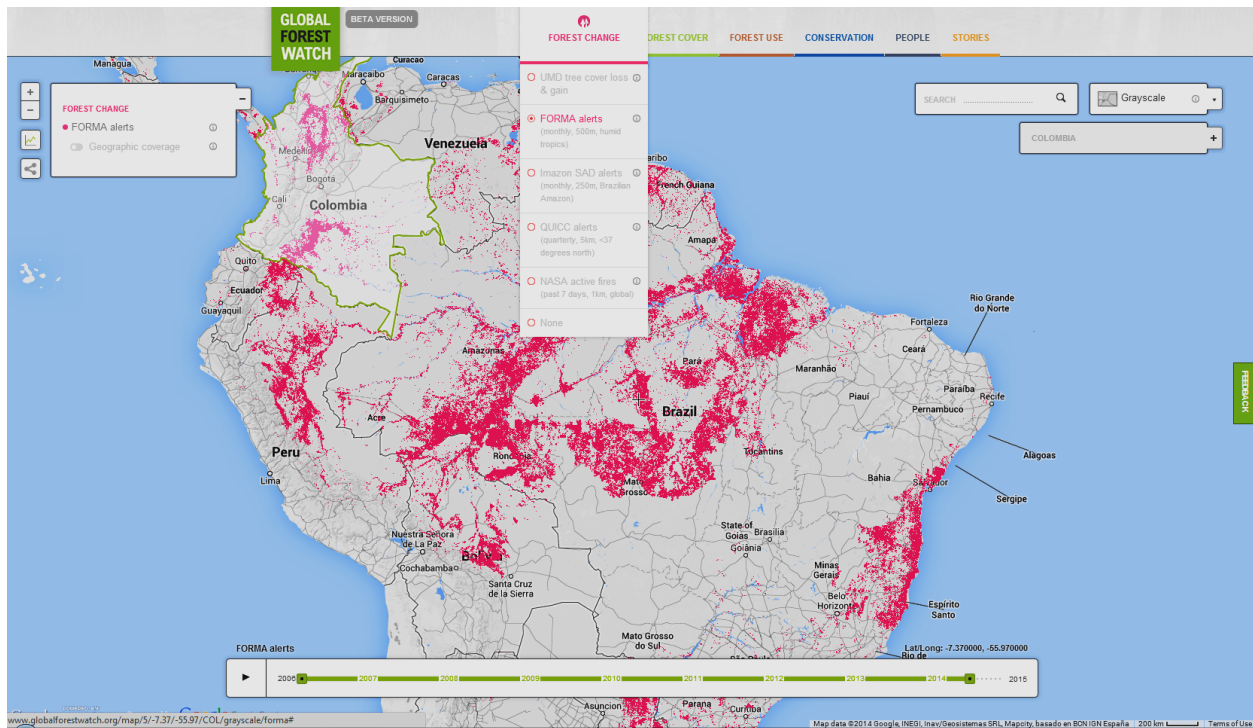 GLOBAL
FOREST
WATCH
BETA VERSION
FOREST CHANGE
FOREST COVER
FOREST USE
CONSERVATION
PEOPLE
STORIES
UMD tree cover loss
& gain
FORMA alerts
(monthly, 500m, humid
tropics)
Imazon SAD alerts
(monthly, 250m, Brazilian
Amazon)
QUICC alerts
(quarterly, 5km, <37
degrees north)
NASA active fires
(past 7 days, 1km, global)
None
+
−
FOREST CHANGE
FORMA alerts
Geographic coverage
−
SEARCH
Grayscale
COLOMBIA
+
FEEDBACK
Managua
Curacao
Maracaibo
Caracas
Barquisimeto
Venezuela
Medellin
Bogota
Cali
Colombia
French Guiana
Amapa
Quito
Ecuador
Guayaquil
Rio Grande
do Norte
Fortaleza
Ceará
Amazonas
Pará
Maranhão
Paraíba
Piauí
Recife
Pernambuco
Brazil
Acre
Peru
Lima
Tocantins
Alagoas
Bahia
Salvador
Sergipe
Mato
Grosso
State of
Goias
Brasilia
Goiânia
Nuestra Señora
de La Paz
Cochabamba
Santa Cruz
de la Sierra
Minas
Gerais
Belo
Horizonte
Espírito
Santo
Mato Grosso
do Sul
Lat/Long: -7.370000, -55.970000
Rio de
FORMA alerts
2006
2007
2008
2009
2010
2011
2012
2013
2014
2015
Asuncion
Parana
Curitiba
www.globalforestwatch.org/map/5/-7.37/-55.97/COL/grayscale/forma#
Map data ©2014 Google, INEGI, Inav/Geosistemas SRL, Mapcity, basado en BCN IGN España
200 km
Terms of Use